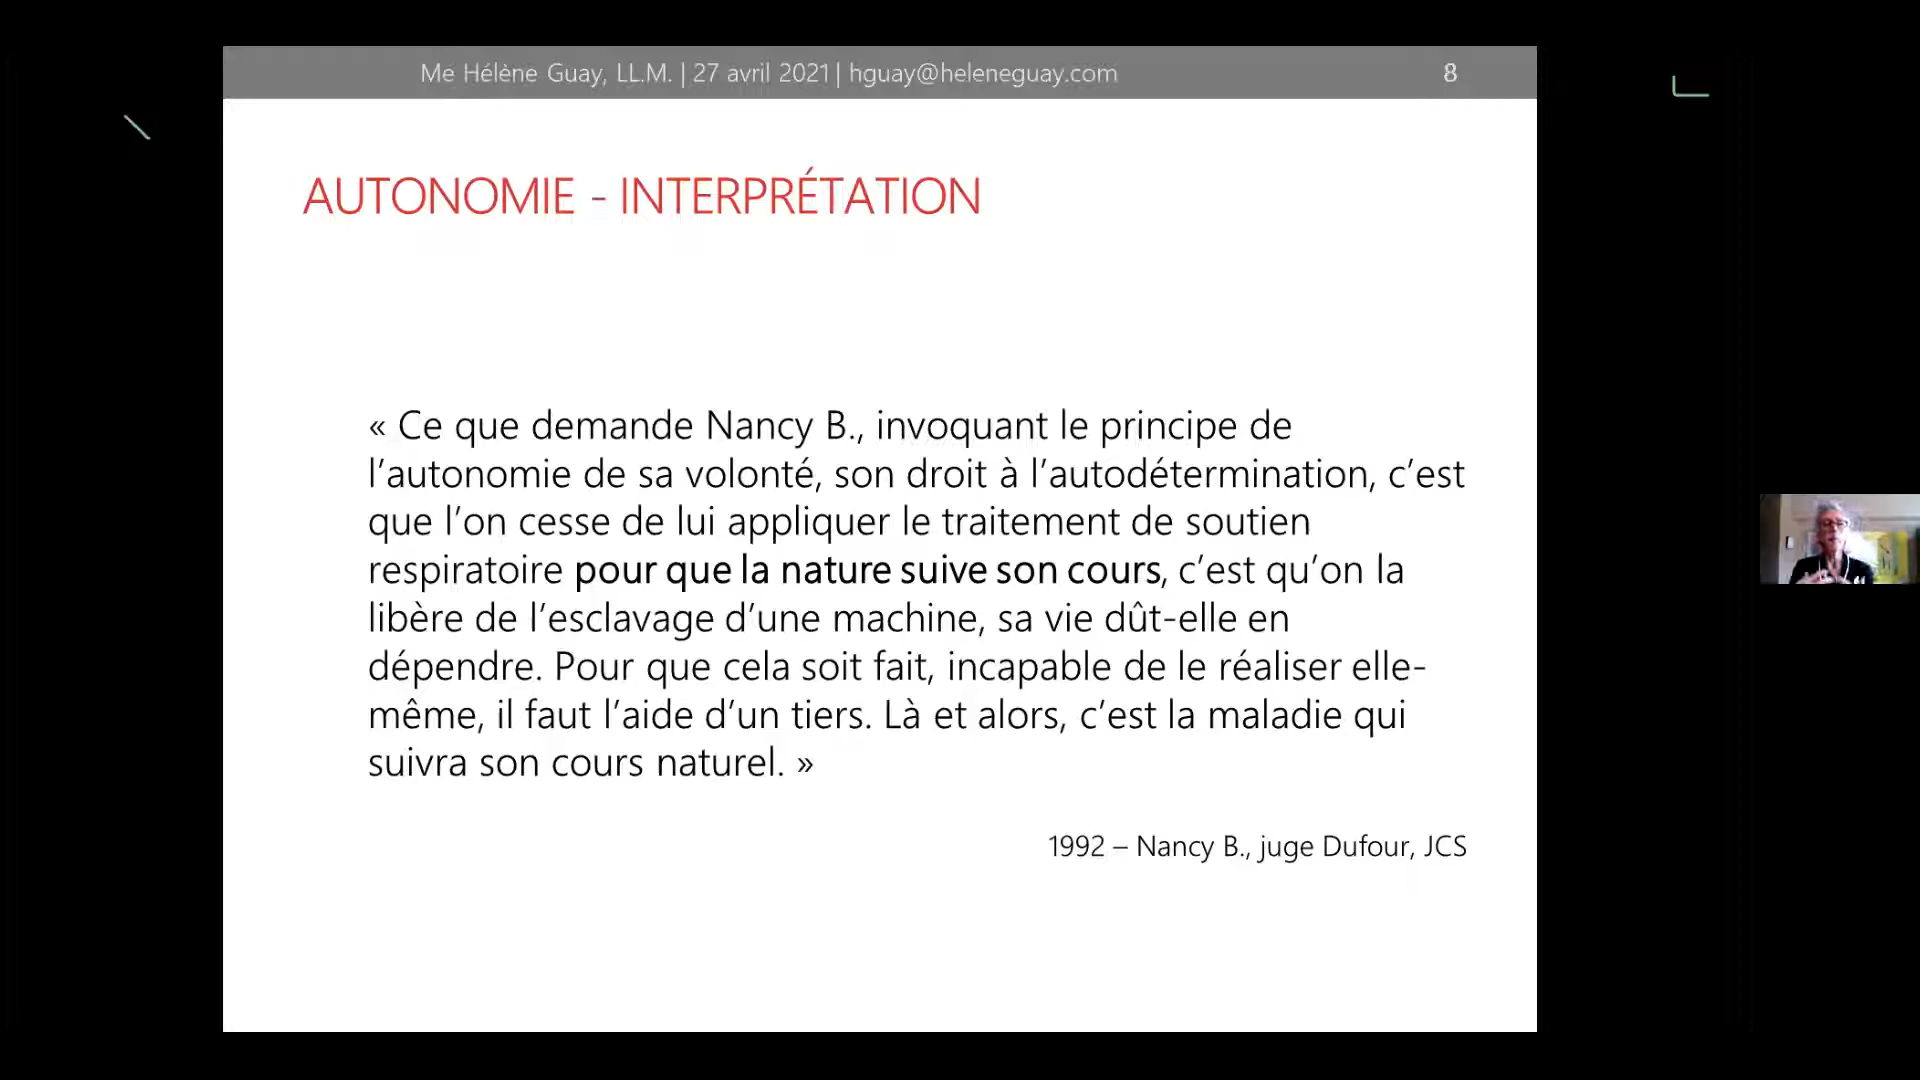 Me Hélène Guay, LL.M. | 27 avril 2021 | hguay@heleneguay.com 8
AUTONOMIE - INTERPRÉTATION
« Ce que demande Nancy B., invoquant le principe de
l’autonomie de sa volonté, son droit à l’autodétermination, c’est
que l’on cesse de lui appliquer le traitement de soutien
respiratoire pour que la nature suive son cours, c’est qu’on la
libère de l’esclavage d’une machine, sa vie dût-elle en
dépendre. Pour que cela soit fait, incapable de le réaliser elle-
même, il faut l’aide d’un tiers. Là et alors, c’est la maladie qui
suivra son cours naturel. »
1992 – Nancy B., juge Dufour, JCS